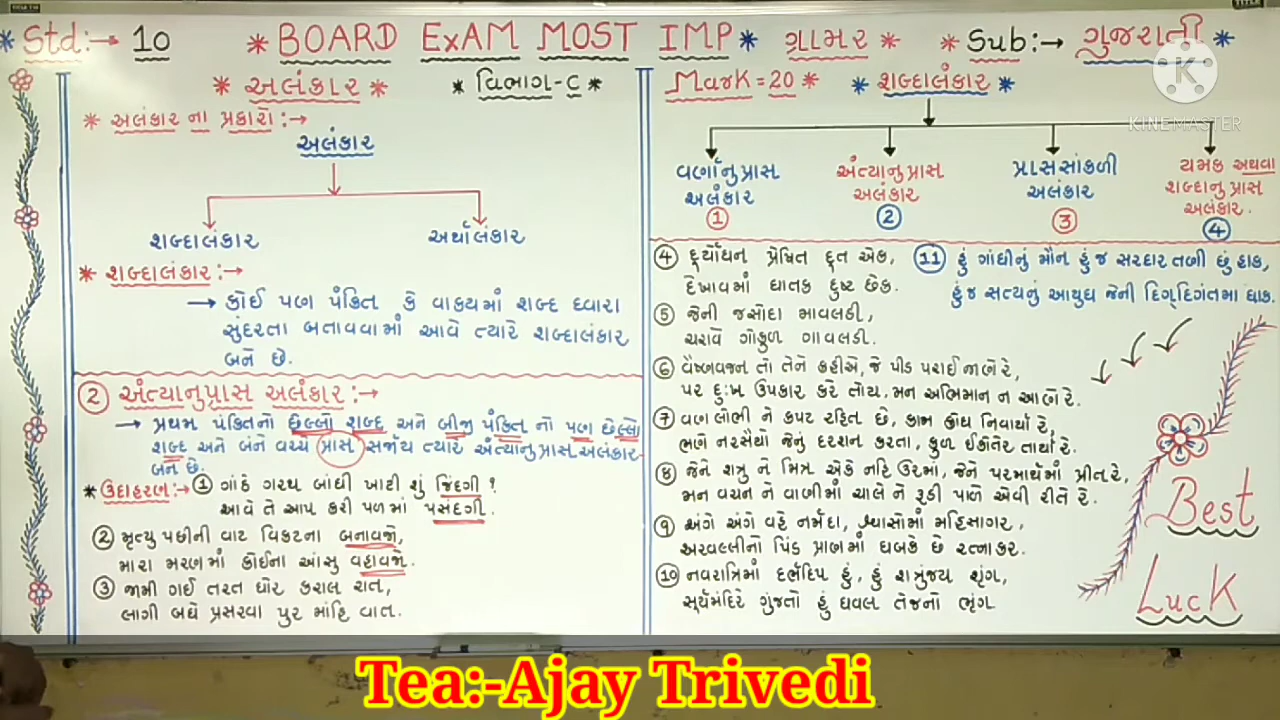 * Std:→ 10 * BOARD ExAM MOST IMP * ગ્રામર * * Sub:→ ગુજરાતી *
* અલંકાર * * વિભાગ-C * Mark=20 * * શબ્દાલંકાર *
KINEMASTER
* અલંકાર ના પ્રકારો:→
અલંકાર
શબ્દાલંકાર અર્થાલંકાર
* શબ્દાલંકાર:→
→ કોઈ પણ પંકિત કે વાકયમાં શબ્દ દ્વારા
સુંદરતા બતાવવામાં આવે ત્યારે શબ્દાલંકાર
બને છે.
② અંત્યાનુપ્રાસ અલંકાર:→
→ પ્રથમ પંકિતનો છેલ્લો શબ્દ અને બીજી પંકિત નો પણ છેલ્લો
શબ્દ અને બંને વચ્ચે પ્રાસ સર્જાય ત્યારે અંત્યાનુપ્રાસ અલંકાર
બને છે.
* ઉદાહરણ:→ ① ગાંઠે ગરથ બાંધી ખાટી શું જિંદગી ?
આવે તે આપ કરી પળમાં પસંદગી.
② મૃત્યુ પછીની વાટ વિકટના બનાવજો,
મારા મરણમાં કોઈના આંસુ વહાવજો.
③ જામી ગઈ તરત ઘોર કરાલ રાત,
લાગી બધે પ્રસરવા પુર માંહિ વાત.
વર્ણાનુપ્રાસ અંત્યાનુપ્રાસ પ્રાસસાંકળી યમક અથવા
અલંકાર અલંકાર અલંકાર શબ્દાનુપ્રાસ
અલંકાર.
① ② ③ ④
④ દૂર્યોધન પ્રેષિત દૂત એક,
દેખાવમાં ઘાતક દુષ્ટ છેક.
⑤ જેની જસોદા માવલડી,
ચરાવે ગોકુળ ગાવલડી.
⑥ વૈષ્ણવજન તો તેને કહીએ, જે પીડ પરાઈ જાણે રે,
પર દુઃખ ઉપકાર કરે તોય, મન અભિમાન ન આણે રે.
⑦ વણ લોભી ને કપટ રહિત છે, કામ ક્રોધ નિવાર્યા રે,
ભણે નરસૈયો જેનું દરશન કરતા, કુળ ઈકોતેર તાર્યા રે.
⑧ જેને શત્રુ ને મિત્ર એકે નહિ ઉરમાં, જેને પરમાર્થમાં પ્રીત રે,
મન વચન ને વાણીમાં ચાલે ને રૂડી પાળે એવી રીતે રે.
⑨ અંગે અંગે વહે નર્મદા, શ્વાસોમાં મહિસાગર,
અરવલ્લીનો પિંડ પ્રાણમાં ધબકે છે રત્નાકર.
⑩ નવરાત્રિમાં દર્ભદિપ હું, હું શત્રુંજય શૃંગ,
સૂર્યમંદિરે ગુંજતો હું ધવલ તેજનો ભૃંગ
⑪ હું ગાંધીનું મૌન હું જ સરદાર તણી છું હાક,
હું જ સત્યનું આયુધ જેની દિગ્દિગંતમાં ધાક.
Best
Luck
Tea:-Ajay Trivedi